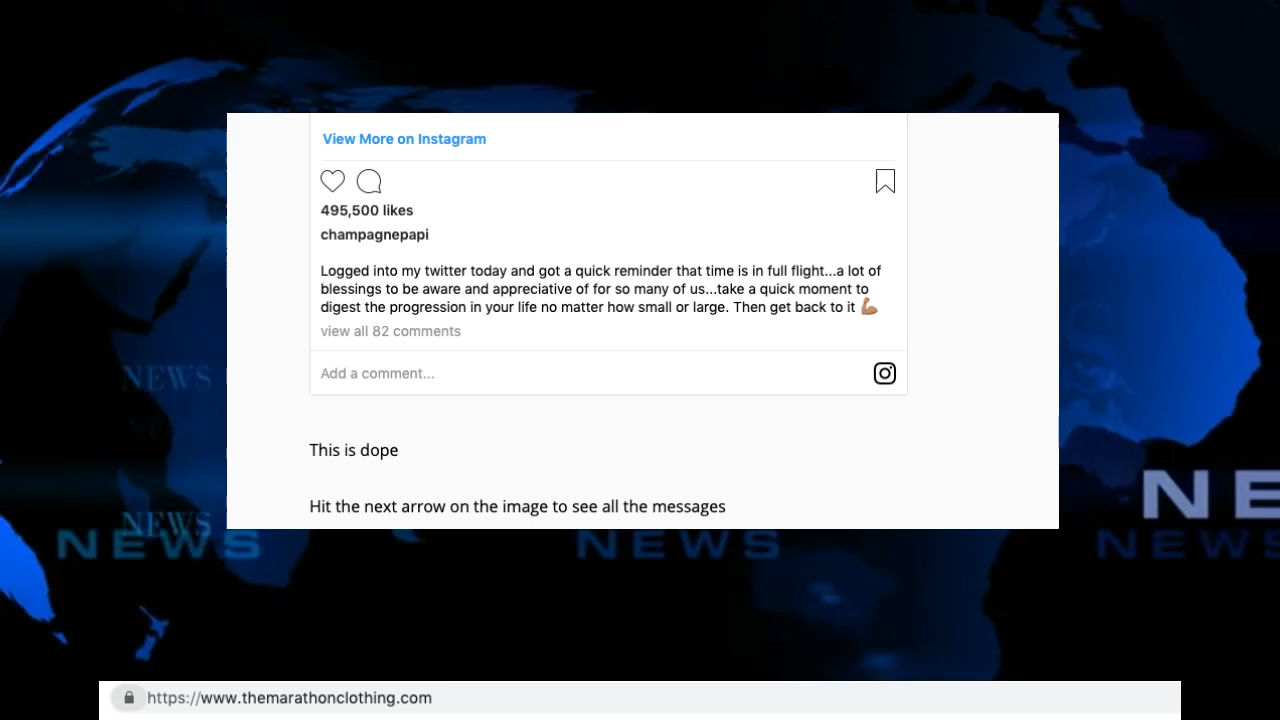 View More on Instagram
495,500 likes
champagnepapi
Logged into my twitter today and got a quick reminder that time is in full flight...a lot of
blessings to be aware and appreciative of for so many of us...take a quick moment to
digest the progression in your life no matter how small or large. Then get back to it 💪🏽
view all 82 comments
Add a comment...
This is dope
Hit the next arrow on the image to see all the messages
NEWS
NE
NEWS
NEWS
NEWS
NEWS
https://www.themarathonclothing.com